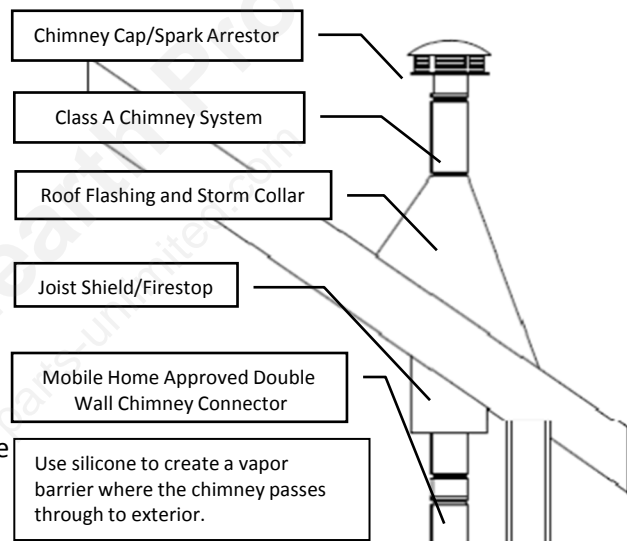 Chimney Cap/Spark Arrestor
Class A Chimney System
Roof Flashing and Storm Collar
Joist Shield/Firestop
Mobile Home Approved Double
Wall Chimney Connector
Use silicone to create a vapor
barrier where the chimney passes
through to exterior.